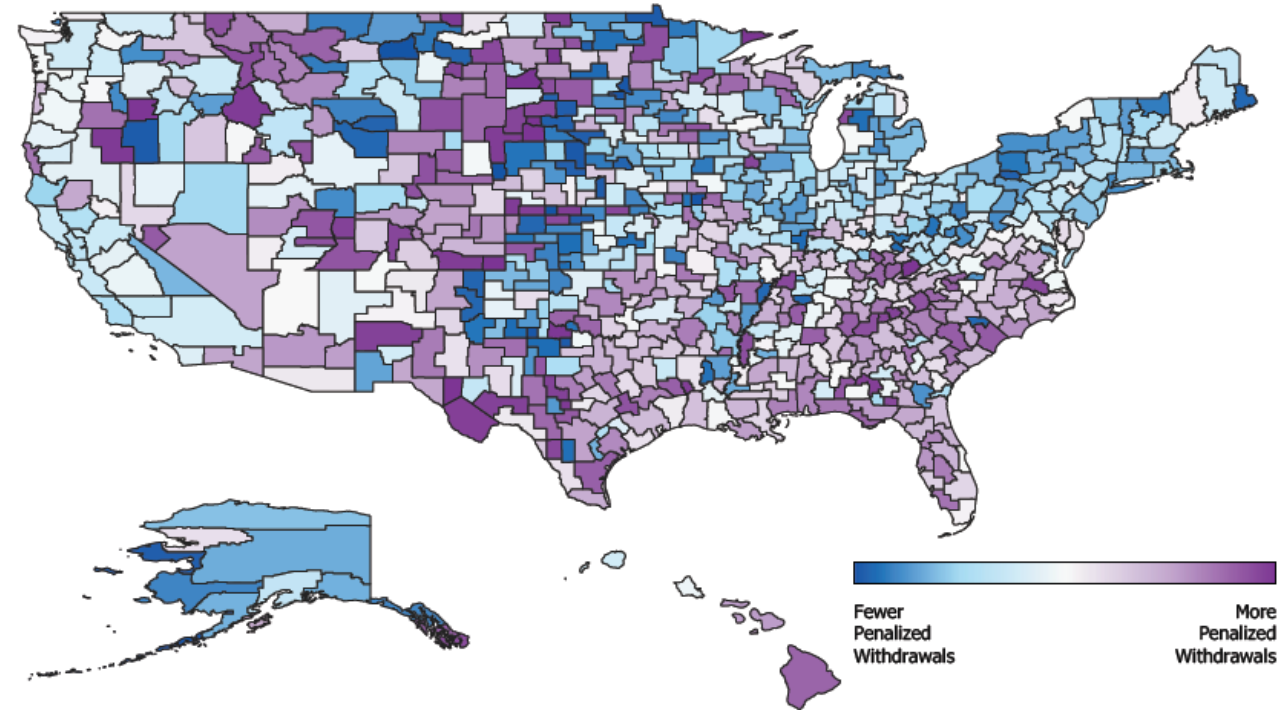 Fewer
Penalized
Withdrawals
More
Penalized
Withdrawals